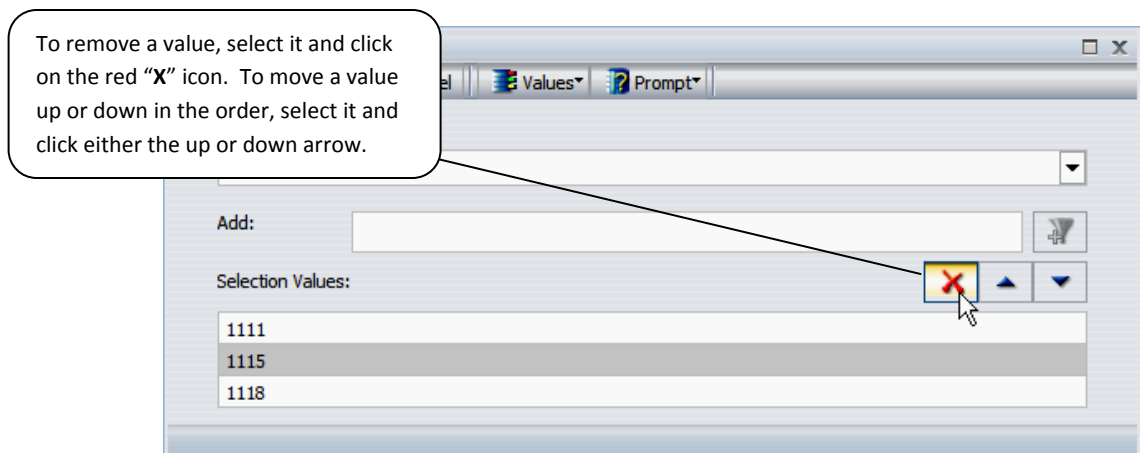 To remove a value, select it and click
on the red “X” icon. To move a value
up or down in the order, select it and
click either the up or down arrow.
Values Prompt
Add:
Selection Values:
1111
1115
1118